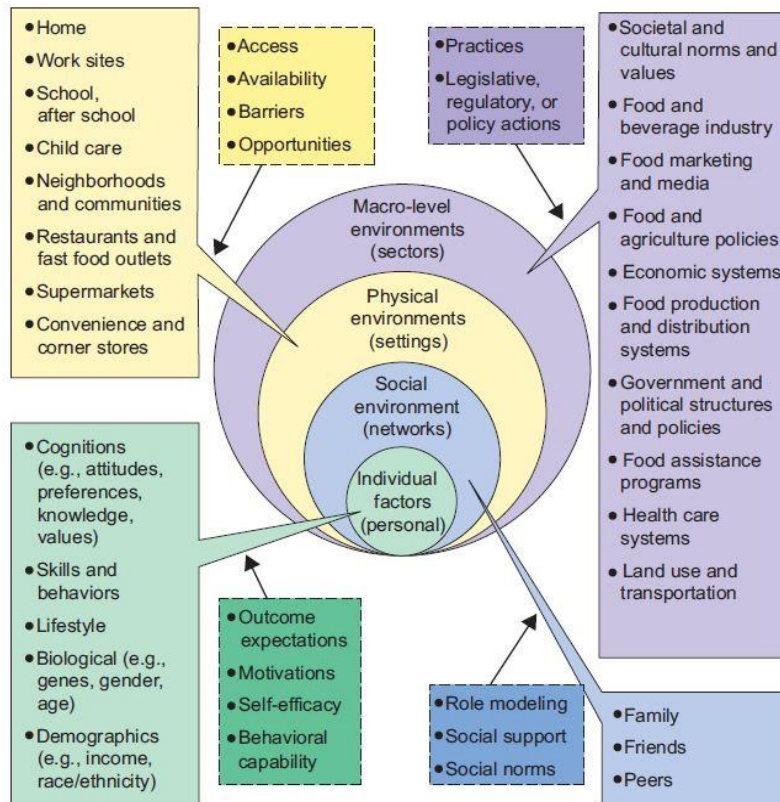 ● Home
● Work sites
● School,
after school
● Child care
● Neighborhoods
and communities
● Restaurants and
fast food outlets
● Supermarkets
● Convenience and
corner stores
● Access
● Availability
● Barriers
● Opportunities
● Practices
● Legislative,
regulatory, or
policy actions
● Societal and
cultural norms and
values
● Food and
beverage industry
● Food marketing
and media
● Food and
agriculture policies
● Economic systems
● Food production
and distribution
systems
● Government and
political structures
and policies
● Food assistance
programs
● Health care
systems
● Land use and
transportation
Macro-level
environments
(sectors)
Physical
environments
(settings)
Social
environment
(networks)
Individual
factors
(personal)
● Cognitions
(e.g., attitudes,
preferences,
knowledge,
values)
● Skills and
behaviors
● Lifestyle
● Biological (e.g.,
genes, gender,
age)
● Demographics
(e.g., income,
race/ethnicity)
● Outcome
expectations
● Motivations
● Self-efficacy
● Behavioral
capability
● Role modeling
● Social support
● Social norms
● Family
● Friends
● Peers